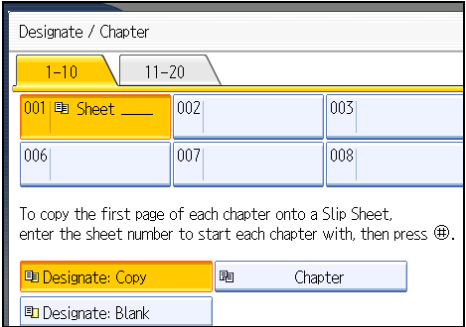 Designate / Chapter
1-10 11-20
001 Sheet ____ 002 003
006 007 008
To copy the first page of each chapter onto a Slip Sheet,
enter the sheet number to start each chapter with, then press ⌗.
Designate: Copy Chapter
Designate: Blank